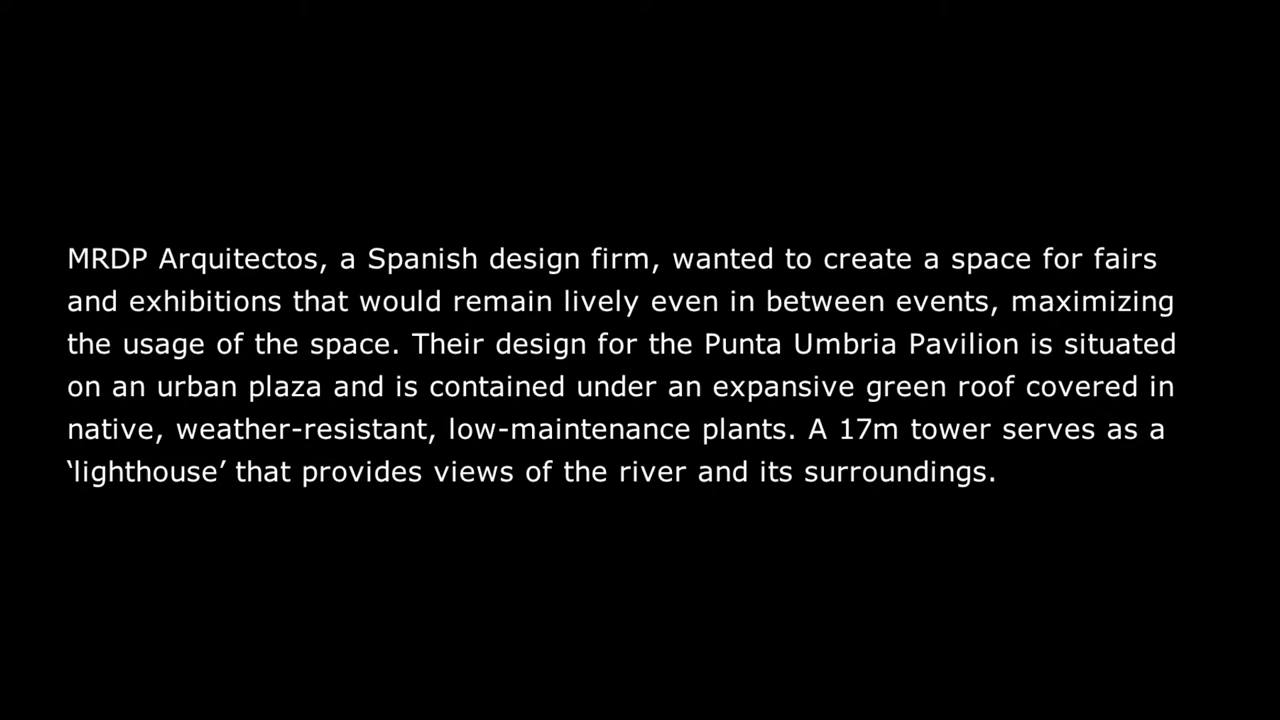 MRDP Arquitectos, a Spanish design firm, wanted to create a space for fairs
and exhibitions that would remain lively even in between events, maximizing
the usage of the space. Their design for the Punta Umbria Pavilion is situated
on an urban plaza and is contained under an expansive green roof covered in
native, weather-resistant, low-maintenance plants. A 17m tower serves as a
‘lighthouse’ that provides views of the river and its surroundings.